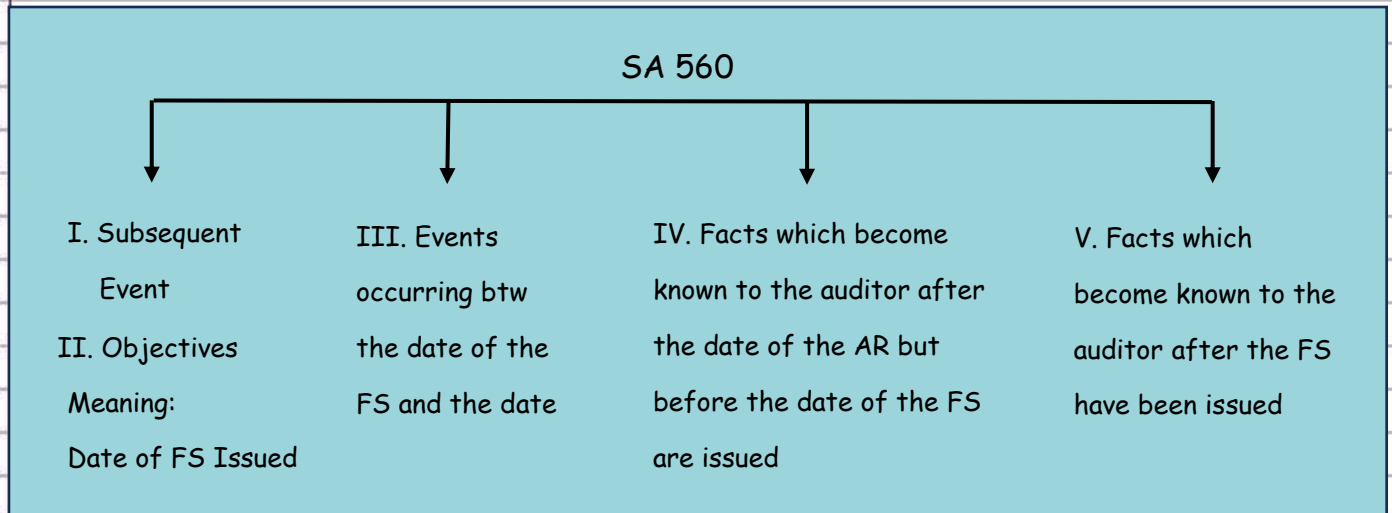 SA 560
I. Subsequent
Event
II. Objectives
Meaning:
Date of FS Issued
III. Events
occurring btw
the date of the
FS and the date
IV. Facts which become
known to the auditor after
the date of the AR but
before the date of the FS
are issued
V. Facts which
become known to the
auditor after the FS
have been issued